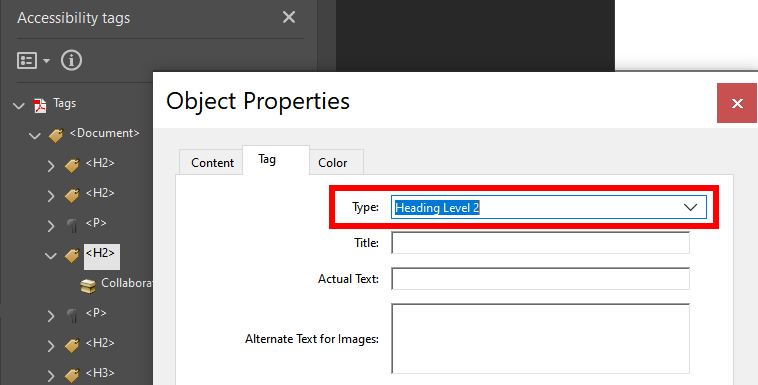 Accessibility tags
Tags
<Document>
<H2>
<H2>
<P>
<H2>
Collabora
<P>
<H2>
<H3>
Object Properties
Content
Tag
Color
Type:
Heading Level 2
Title:
Actual Text:
Alternate Text for Images: